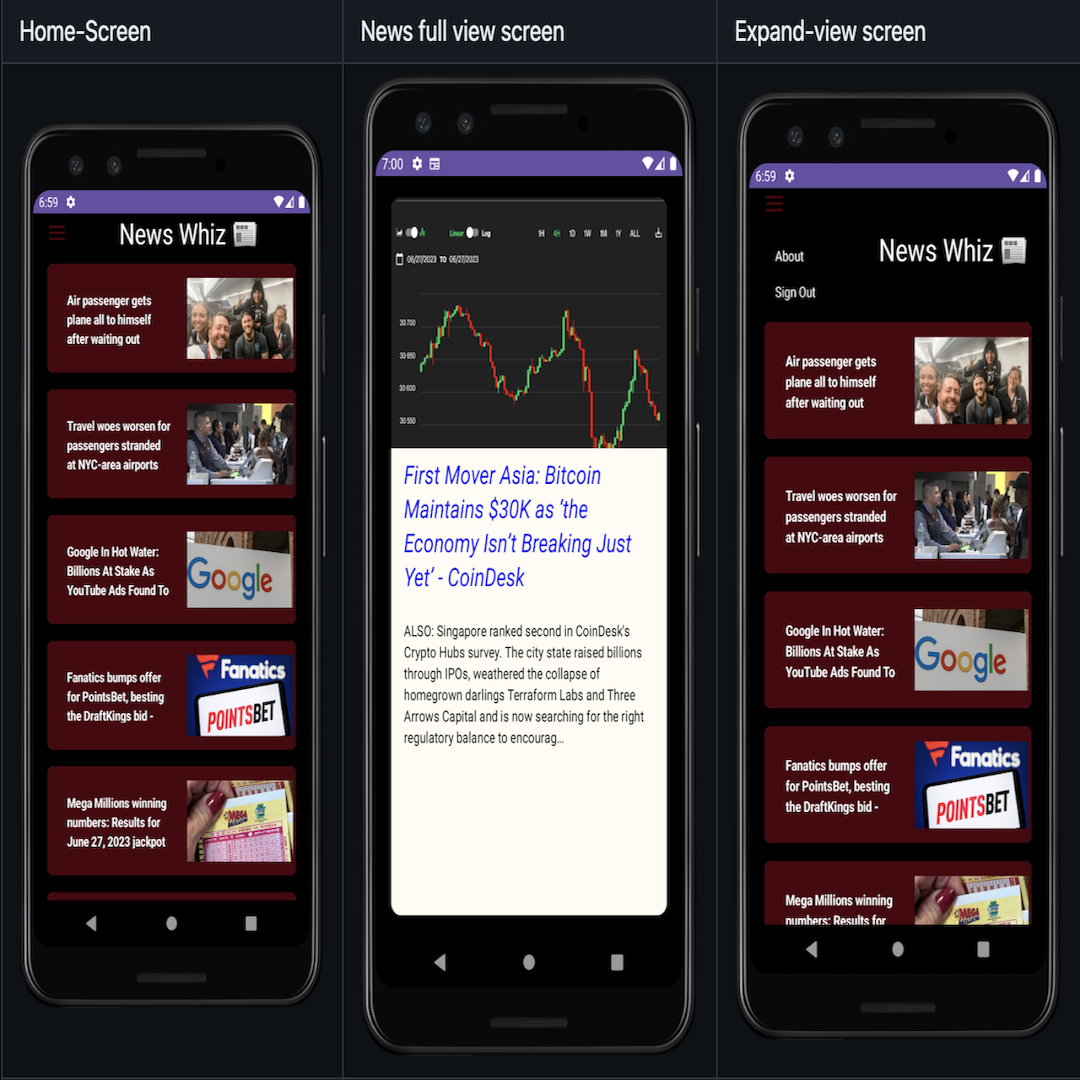 Home-Screen
News full view screen
Expand-view screen
6:59
News Whiz
Air passenger gets
plane all to himself
after waiting out
Travel woes worsen for
passengers stranded
at NYC-area airports
Google In Hot Water:
Billions At Stake As
YouTube Ads Found To
Google
Fanatics bumps offer
for PointsBet, besting
the DraftKings bid -
Fanatics
POINTSBET
Mega Millions winning
numbers: Results for
June 27, 2023 jackpot
MEGA
7:00
Linear Log 1H 4H 1D 1W 1M 1Y ALL
06/27/2023 TO 06/27/2023
30 700
30 650
30 600
30 550
First Mover Asia: Bitcoin
Maintains $30K as ‘the
Economy Isn’t Breaking Just
Yet’ - CoinDesk
ALSO: Singapore ranked second in CoinDesk's
Crypto Hubs survey. The city state raised billions
through IPOs, weathered the collapse of
homegrown darlings Terraform Labs and Three
Arrows Capital and is now searching for the right
regulatory balance to encourag…
6:59
News Whiz
About
Sign Out
Air passenger gets
plane all to himself
after waiting out
Travel woes worsen for
passengers stranded
at NYC-area airports
Google In Hot Water:
Billions At Stake As
YouTube Ads Found To
Google
Fanatics bumps offer
for PointsBet, besting
the DraftKings bid -
Fanatics
POINTSBET
Mega Millions winning
numbers: Results for
MEGA